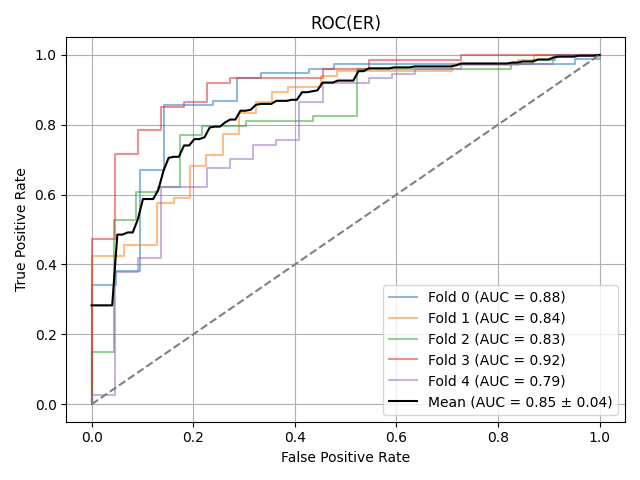 ROC(ER)
True Positive Rate
1.0
0.8
0.6
0.4
0.2
0.0
Fold 0 (AUC = 0.88)
Fold 1 (AUC = 0.84)
Fold 2 (AUC = 0.83)
Fold 3 (AUC = 0.92)
Fold 4 (AUC = 0.79)
Mean (AUC = 0.85 ± 0.04)
0.0 0.2 0.4 0.6 0.8 1.0
False Positive Rate